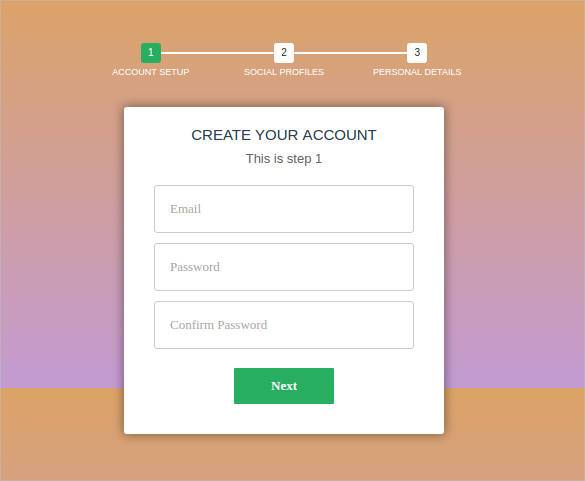 1 2 3
ACCOUNT SETUP SOCIAL PROFILES PERSONAL DETAILS
CREATE YOUR ACCOUNT
This is step 1
Email
Password
Confirm Password
Next